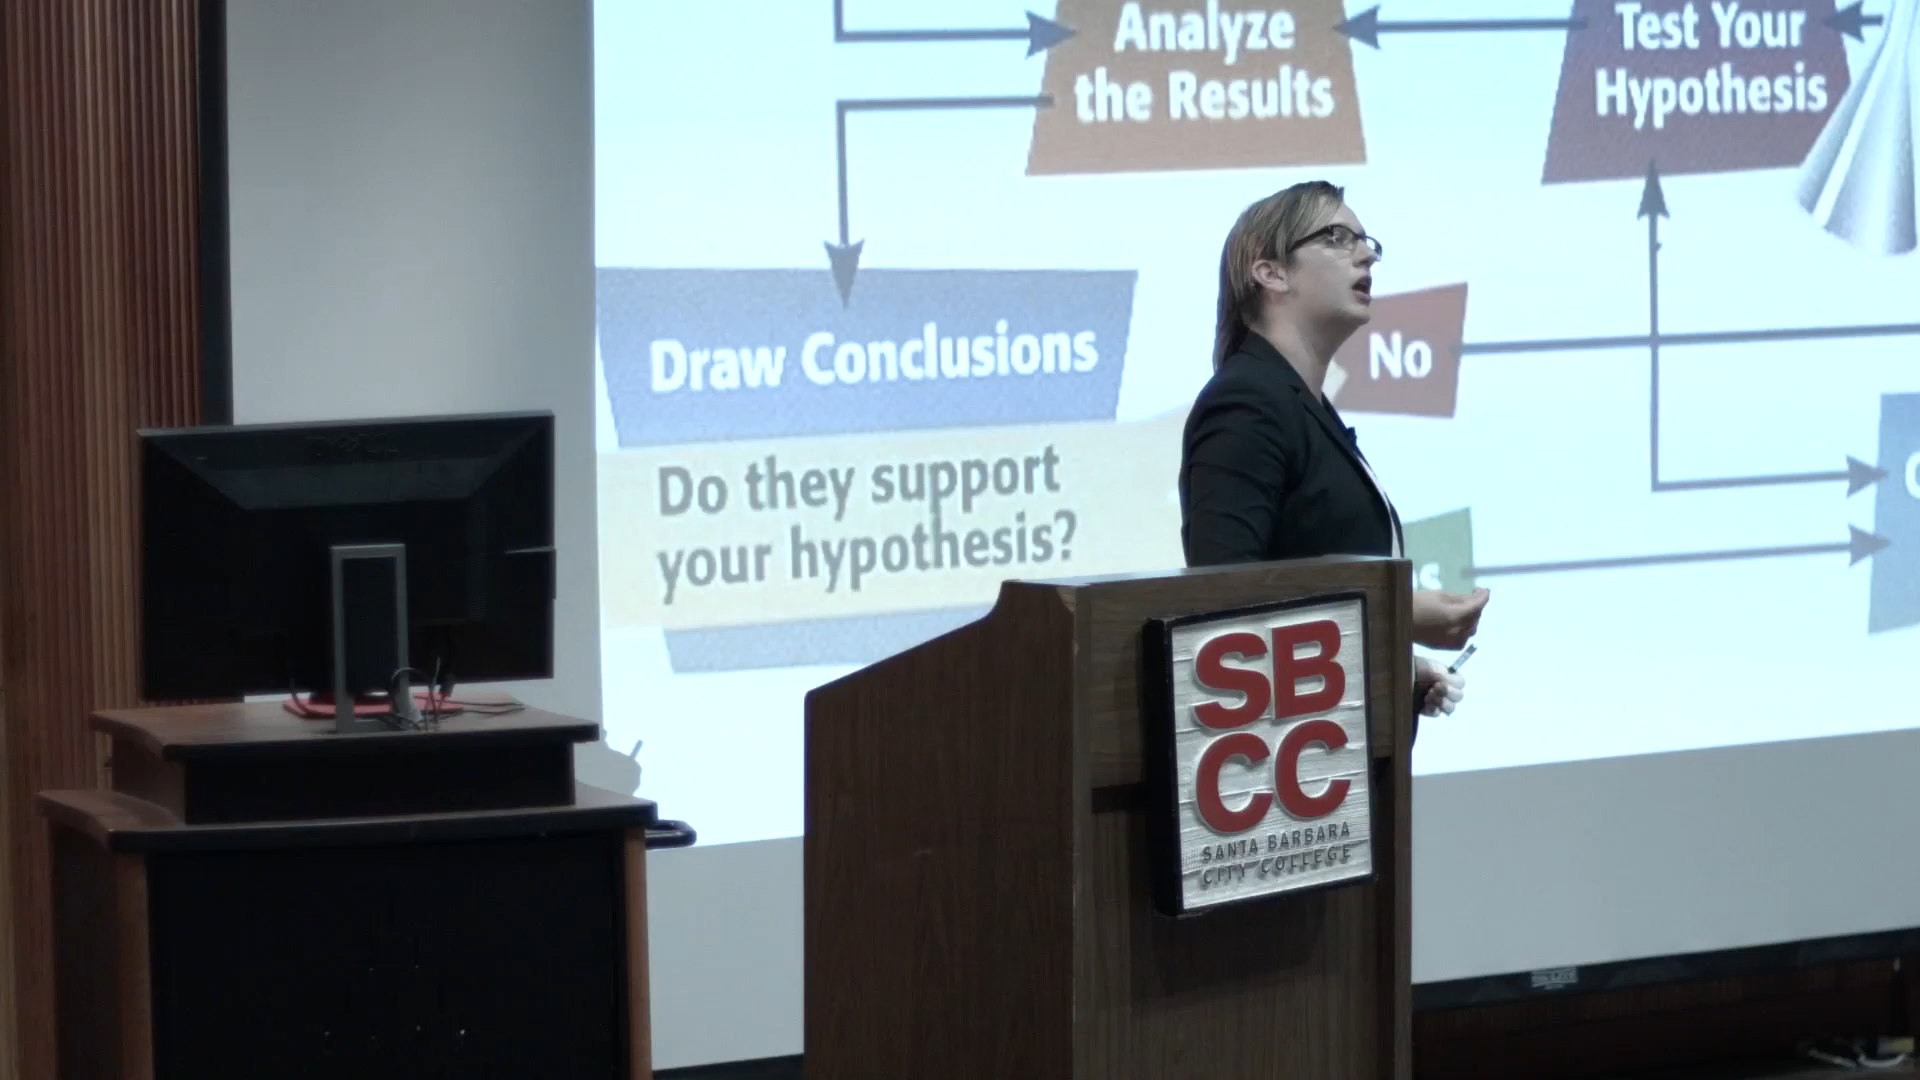 Analyze
the Results
Test Your
Hypothesis
Draw Conclusions
No
Do they support
your hypothesis?
SB
CC
SANTA BARBARA
CITY COLLEGE